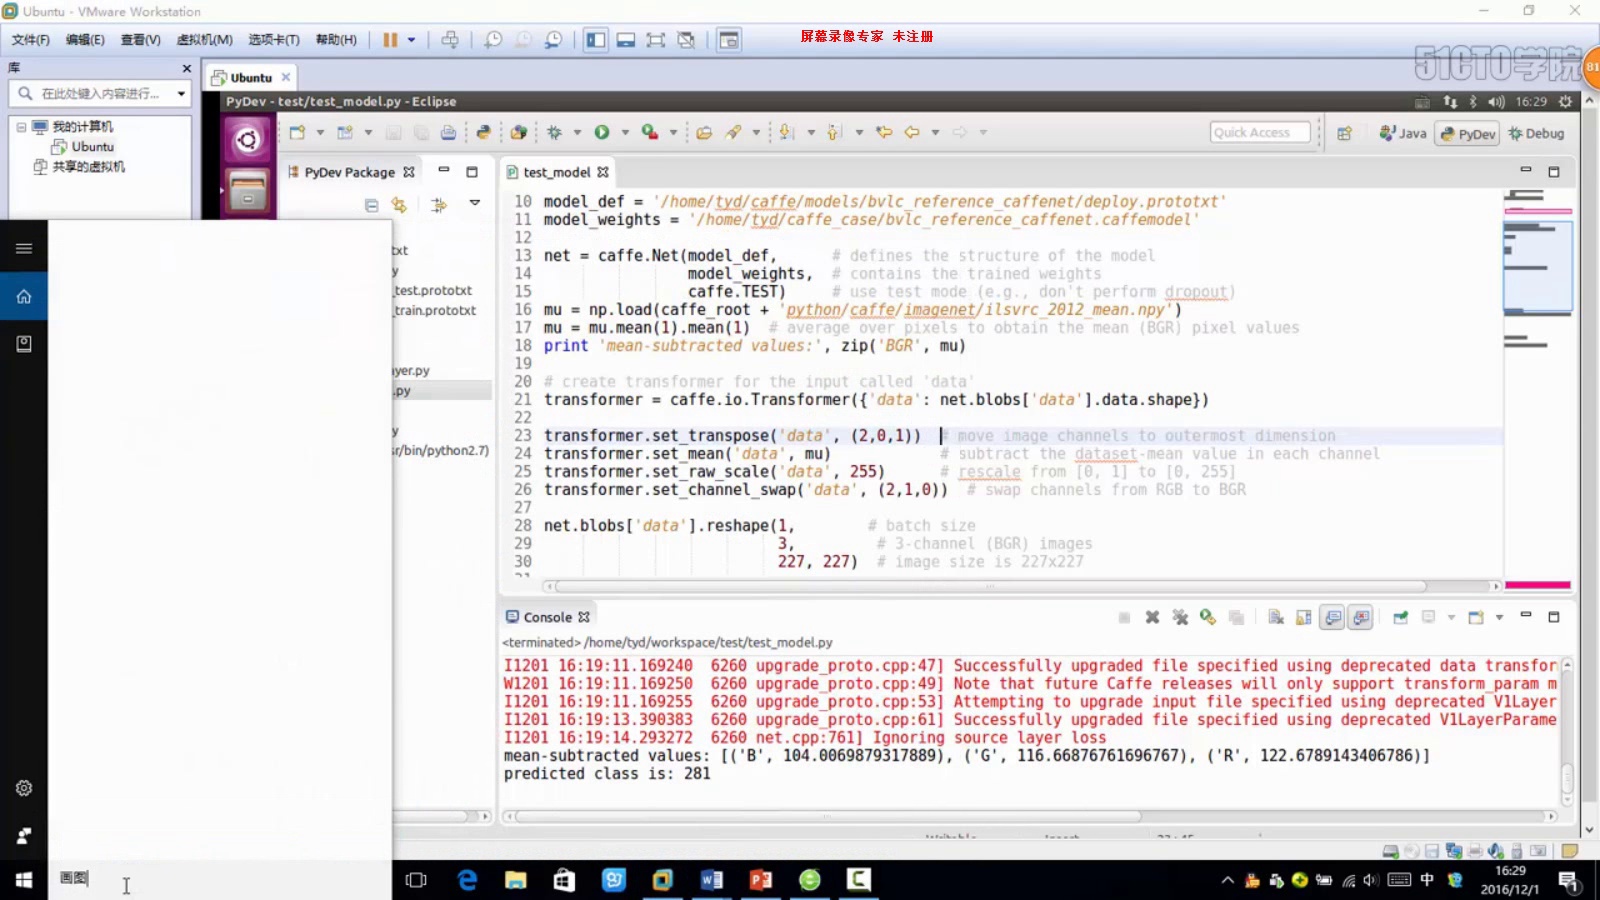 Ubuntu - VMware Workstation
文件(F) 编辑(E) 查看(V) 虚拟机(M) 选项卡(T) 帮助(H)
屏幕录像专家 未注册
51CTO学院
81
库
在此处键入内容进行...
我的计算机
Ubuntu
共享的虚拟机
Ubuntu
PyDev - test/test_model.py - Eclipse
16:29
Quick Access
Java
PyDev
Debug
PyDev Package
txt
y
_test.prototxt
_train.prototxt
ayer.py
.py
y
sr/bin/python2.7)
test_model
10 model_def = '/home/tyd/caffe/models/bvlc_reference_caffenet/deploy.prototxt'
11 model_weights = '/home/tyd/caffe_case/bvlc_reference_caffenet.caffemodel'
12
13 net = caffe.Net(model_def, # defines the structure of the model
14 model_weights, # contains the trained weights
15 caffe.TEST) # use test mode (e.g., don't perform dropout)
16 mu = np.load(caffe_root + 'python/caffe/imagenet/ilsvrc_2012_mean.npy')
17 mu = mu.mean(1).mean(1) # average over pixels to obtain the mean (BGR) pixel values
18 print 'mean-subtracted values:', zip('BGR', mu)
19
20 # create transformer for the input called 'data'
21 transformer = caffe.io.Transformer({'data': net.blobs['data'].data.shape})
22
23 transformer.set_transpose('data', (2,0,1)) # move image channels to outermost dimension
24 transformer.set_mean('data', mu) # subtract the dataset-mean value in each channel
25 transformer.set_raw_scale('data', 255) # rescale from [0, 1] to [0, 255]
26 transformer.set_channel_swap('data', (2,1,0)) # swap channels from RGB to BGR
27
28 net.blobs['data'].reshape(1, # batch size
29 3, # 3-channel (BGR) images
30 227, 227) # image size is 227x227
Console
<terminated> /home/tyd/workspace/test/test_model.py
I1201 16:19:11.169240 6260 upgrade_proto.cpp:47] Successfully upgraded file specified using deprecated data transfor
W1201 16:19:11.169250 6260 upgrade_proto.cpp:49] Note that future Caffe releases will only support transform_param m
I1201 16:19:11.169255 6260 upgrade_proto.cpp:53] Attempting to upgrade input file specified using deprecated V1Layer
I1201 16:19:13.390383 6260 upgrade_proto.cpp:61] Successfully upgraded file specified using deprecated V1LayerParame
I1201 16:19:14.293272 6260 net.cpp:761] Ignoring source layer loss
mean-subtracted values: [('B', 104.0069879317889), ('G', 116.66876761696767), ('R', 122.6789143406786)]
predicted class is: 281
画图
中
16:29
2016/12/1
1